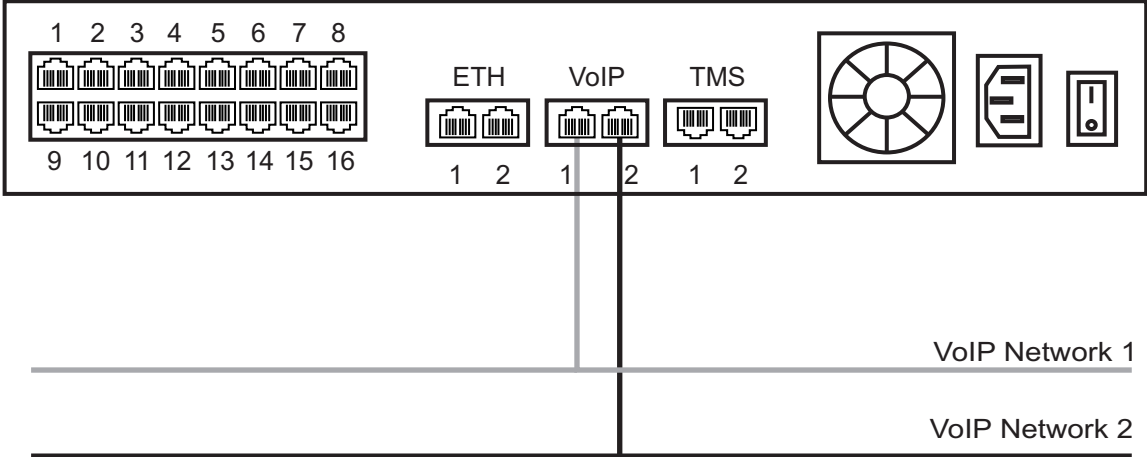 1 2 3 4 5 6 7 8
ETH VoIP TMS
9 10 11 12 13 14 15 16
1 2 1 2 1 2
VoIP Network 1
VoIP Network 2